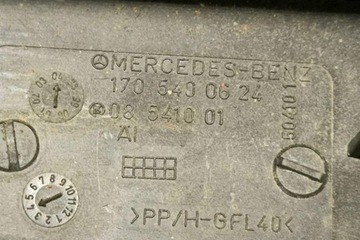 MERCEDES-BENZ
170 540 06 24
08 5410 01
AI
>PP/H-GFL40<